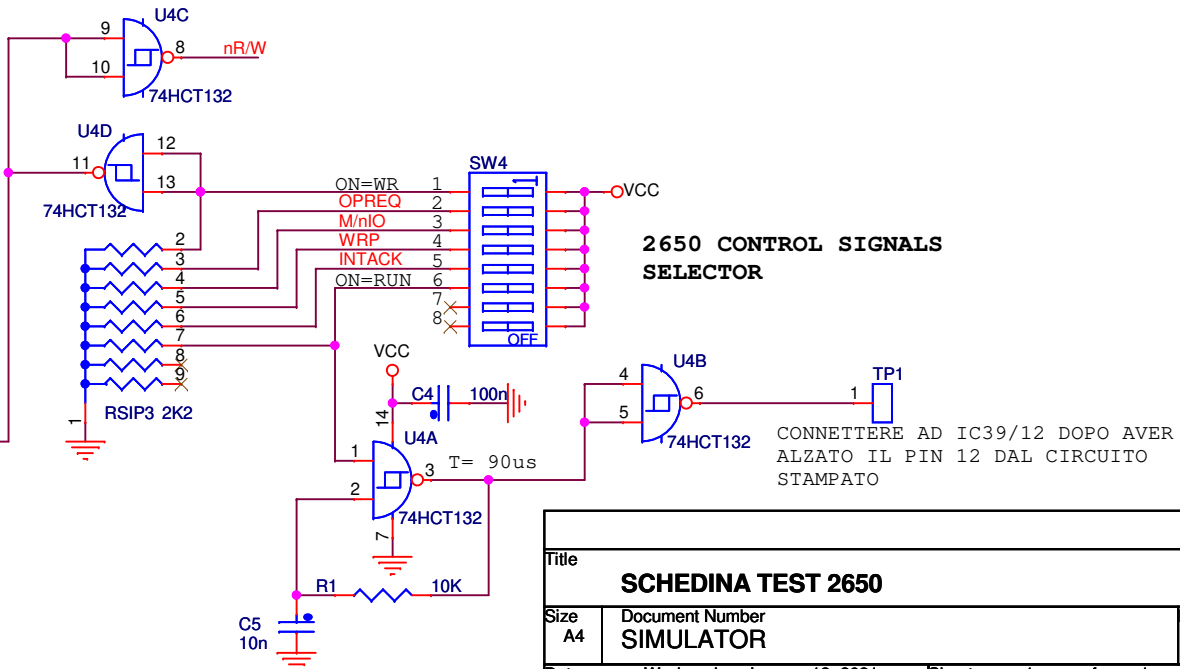 U4C
9
8
nR/W
10
74HCT132
U4D
12
11
13
74HCT132
SW4
ON=WR 1
VCC
OPREQ 2
M/nIO 3
WRP 4
INTACK 5
ON=RUN 6
7
8
OFF
2650 CONTROL SIGNALS
SELECTOR
2
3
4
5
6
7
8
9
RSIP3 2K2
1
VCC
C4
100n
14
U4A
1
3
T= 90us
2
74HCT132
7
R1
10K
C5
10n
U4B
4
6
5
74HCT132
TP1
1
CONNETTERE AD IC39/12 DOPO AVER
ALZATO IL PIN 12 DAL CIRCUITO
STAMPATO
Title
SCHEDINA TEST 2650
Size
Document Number
A4
SIMULATOR